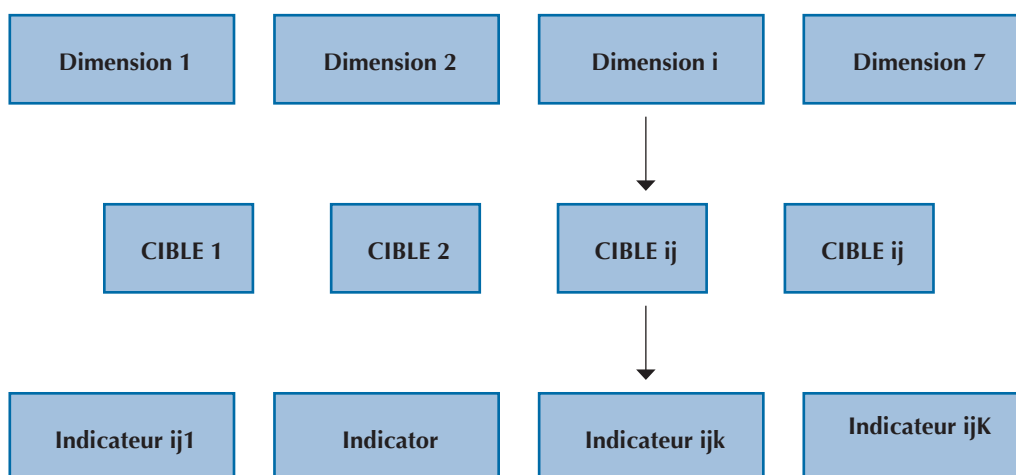 Dimension 1
Dimension 2
Dimension i
Dimension 7
CIBLE 1
CIBLE 2
CIBLE ij
CIBLE ij
Indicateur ij1
Indicator
Indicateur ijk
Indicateur ijK